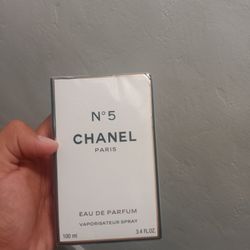 N°5
CHANEL
PARIS
EAU DE PARFUM
VAPORISATEUR SPRAY
100 ml 3.4 FL.OZ.